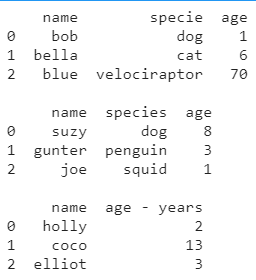 name specie age
0 bob dog 1
1 bella cat 6
2 blue velociraptor 70
name species age
0 suzy dog 8
1 gunter penguin 3
2 joe squid 1
name age - years
0 holly 2
1 coco 13
2 elliot 3